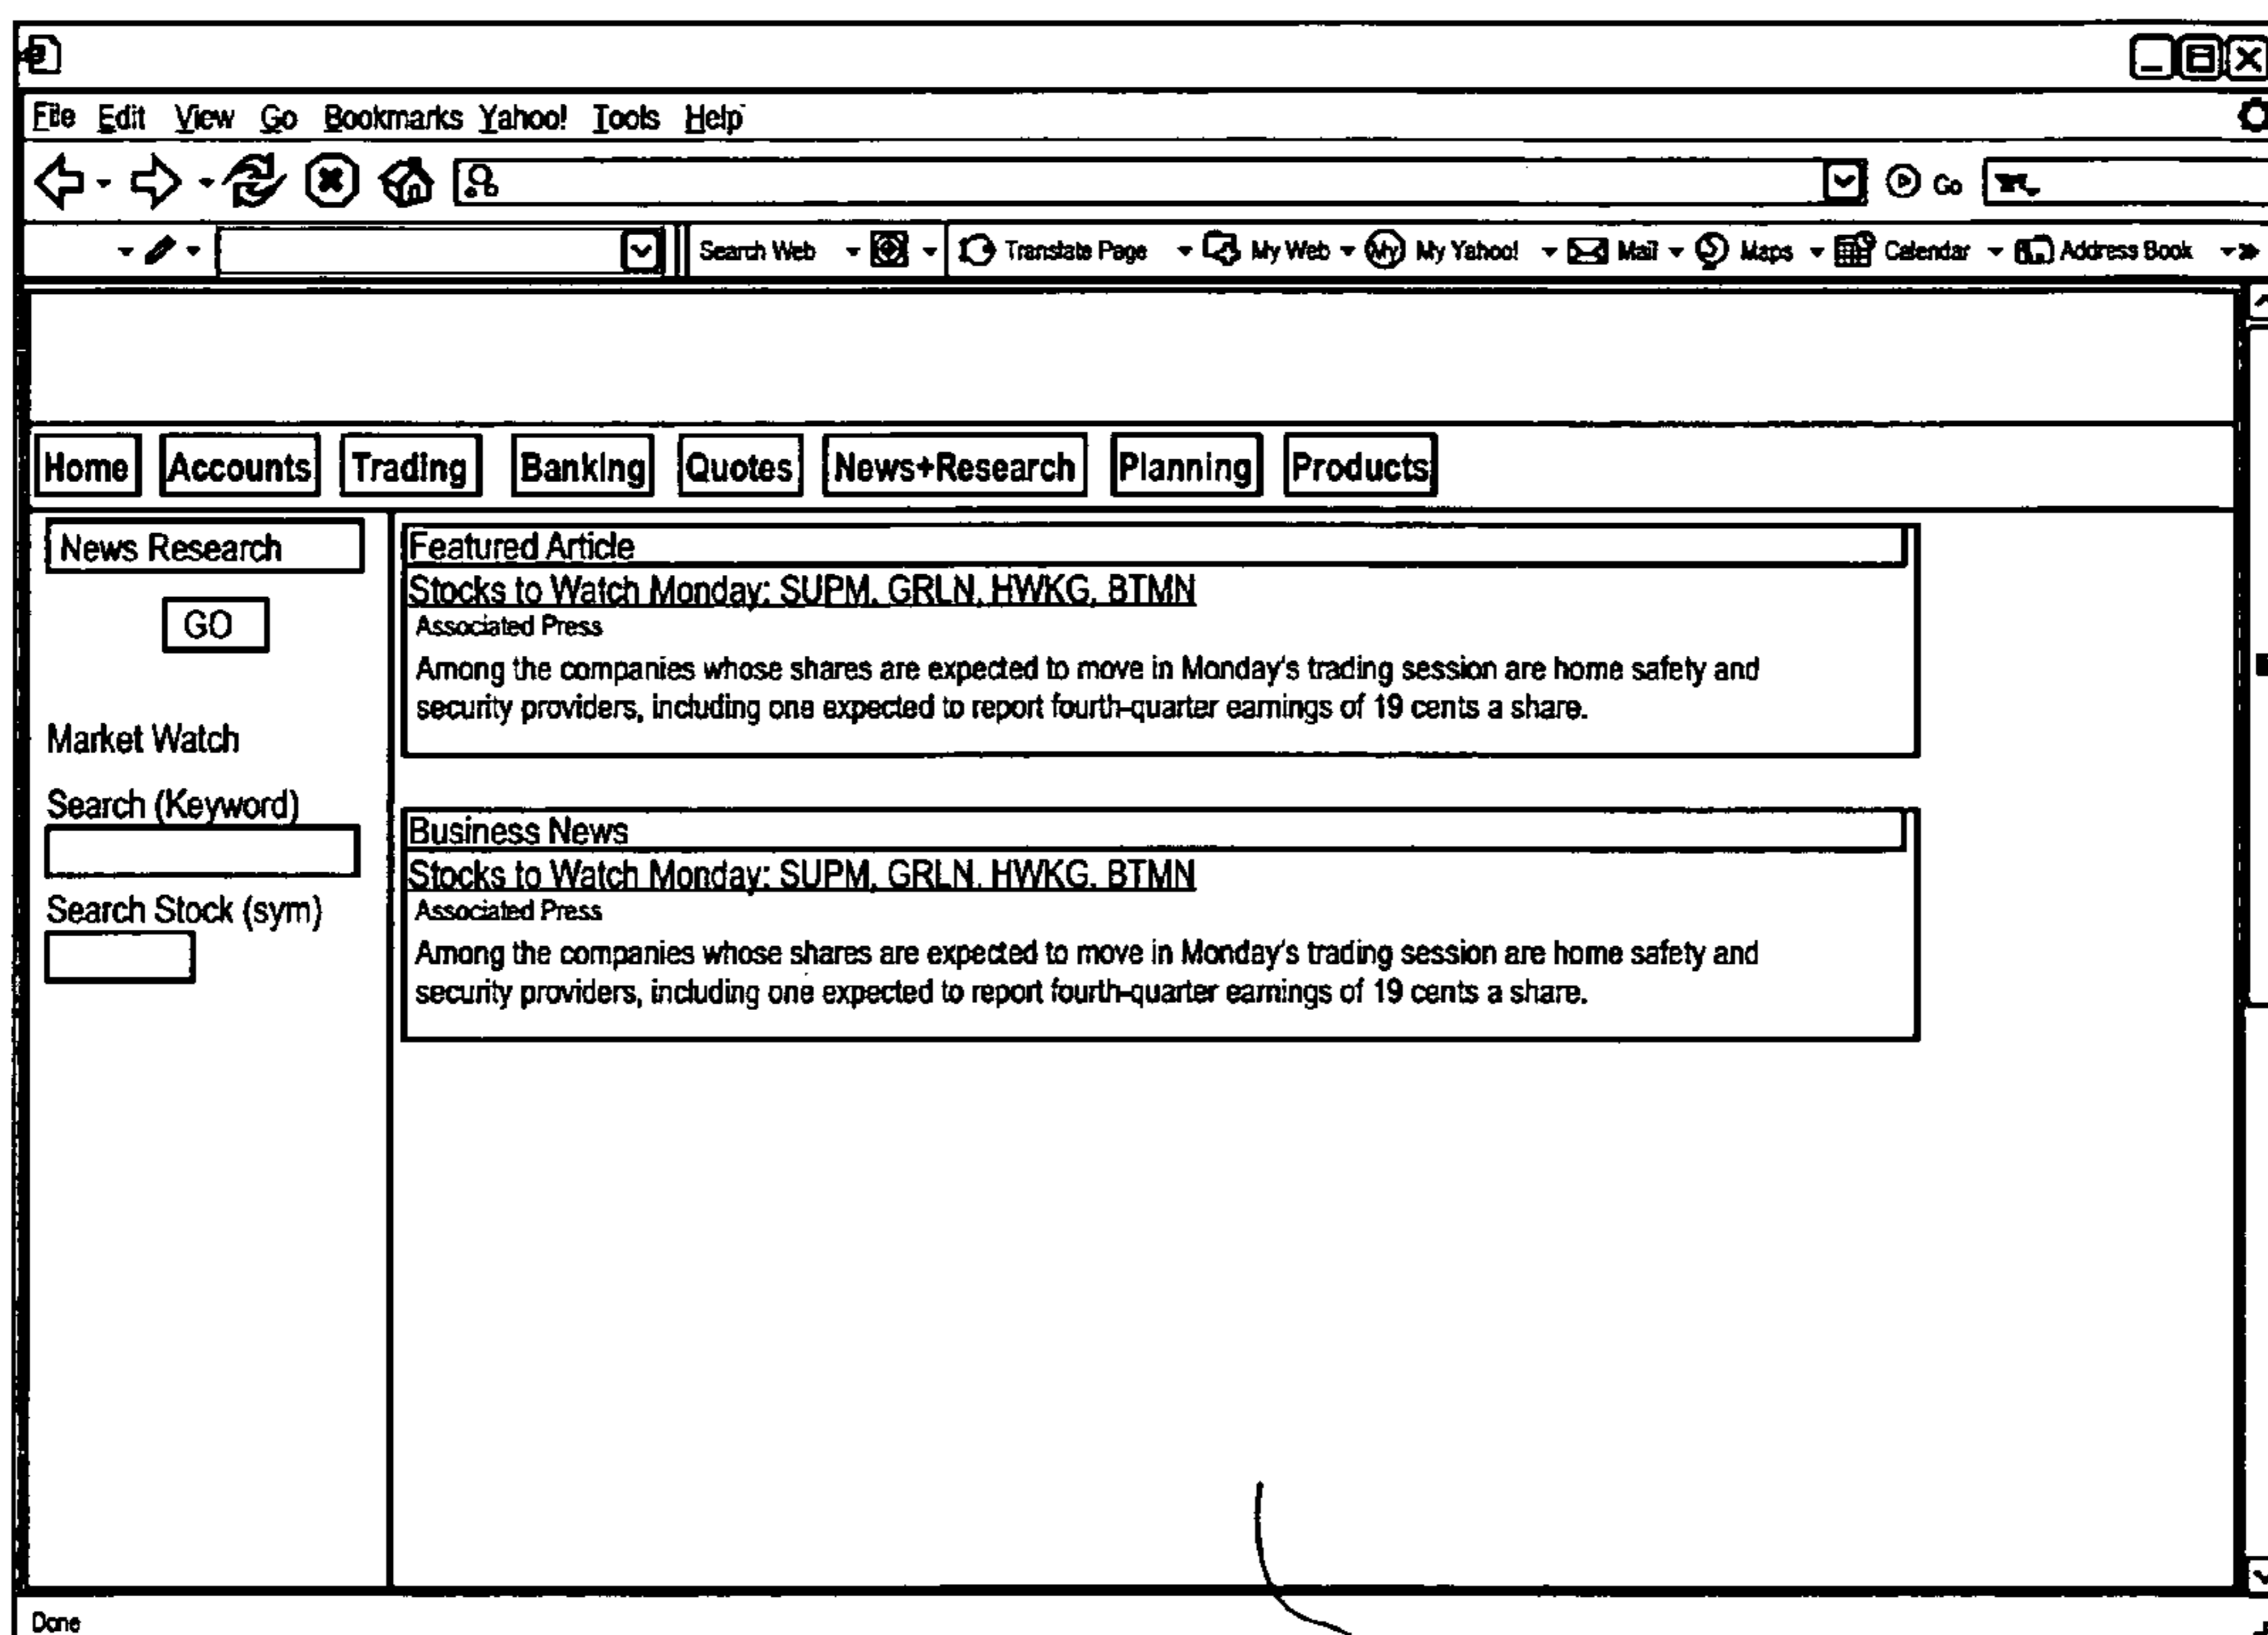 File Edit View Go Bookmarks Yahoo! Tools Help
Go
Search Web Translate Page My Web My My Yahoo! Mail Maps Calendar Address Book
Home Accounts Trading Banking Quotes News+Research Planning Products
News Research
GO
Market Watch
Search (Keyword)
Search Stock (sym)
Featured Article
Stocks to Watch Monday: SUPM, GRLN, HWKG, BTMN
Associated Press
Among the companies whose shares are expected to move in Monday's trading session are home safety and
security providers, including one expected to report fourth-quarter earnings of 19 cents a share.
Business News
Stocks to Watch Monday: SUPM, GRLN, HWKG, BTMN
Associated Press
Among the companies whose shares are expected to move in Monday's trading session are home safety and
security providers, including one expected to report fourth-quarter earnings of 19 cents a share.
Done